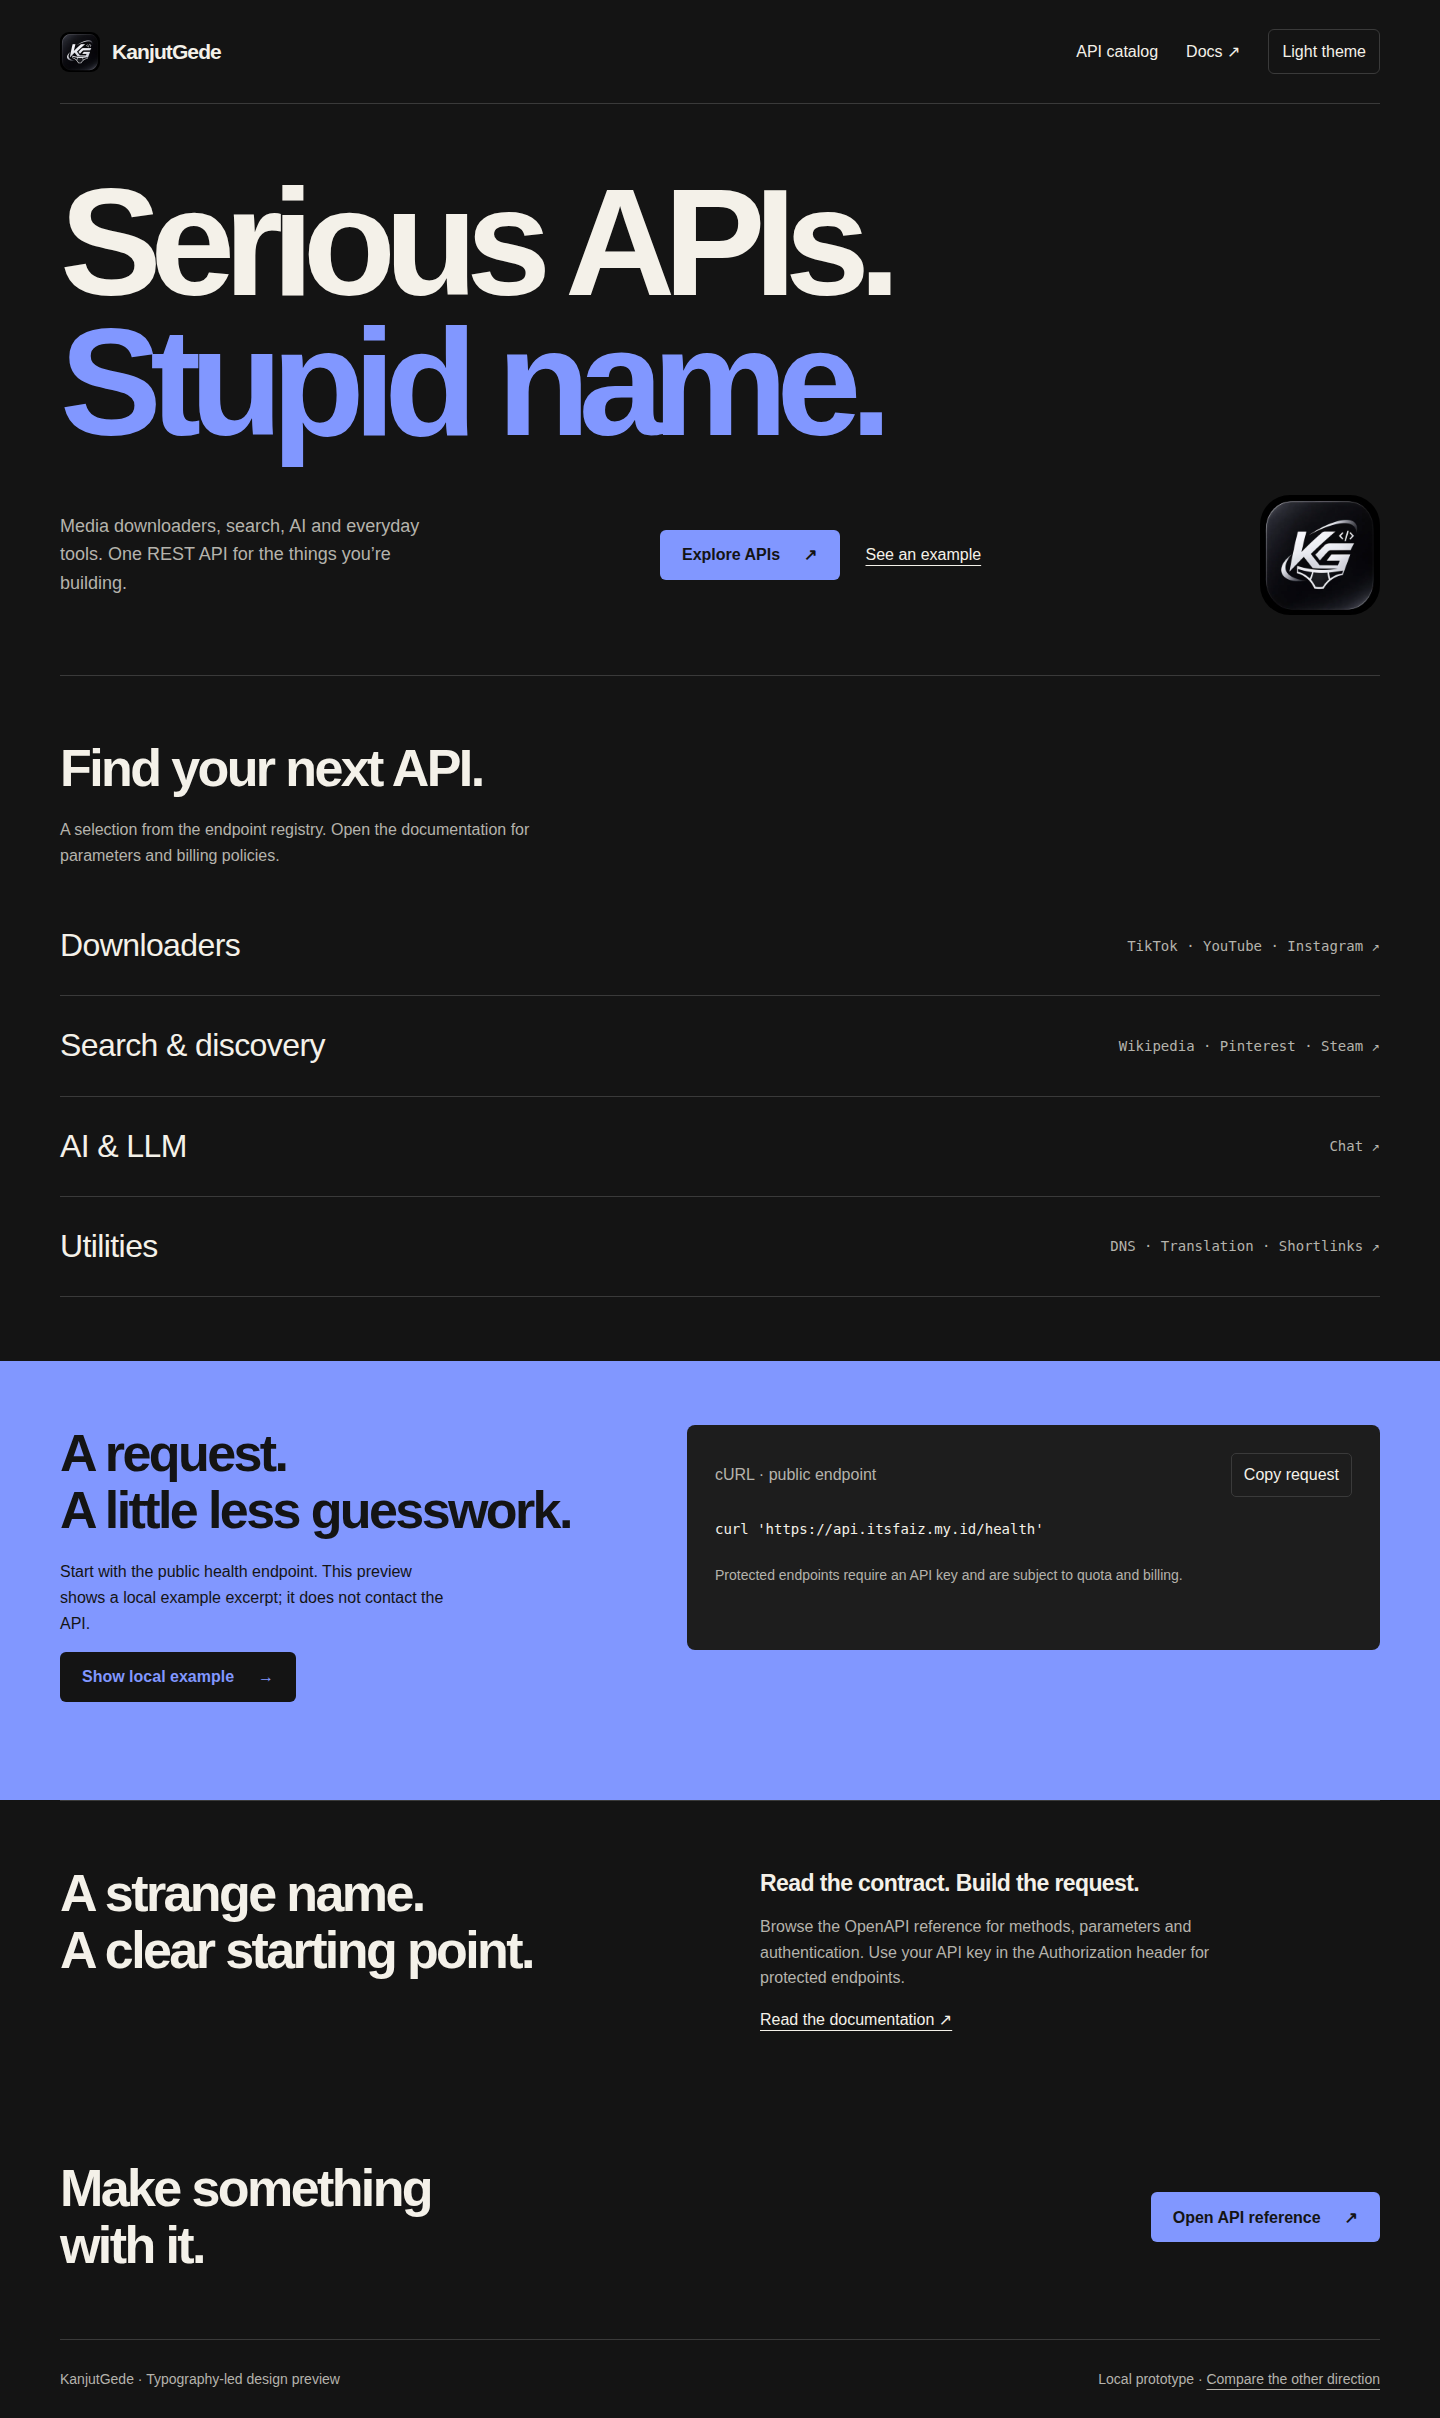 KanjutGede
API catalog
Docs ↗
Light theme
Serious APIs.
Stupid name.
Media downloaders, search, AI and everyday
tools. One REST API for the things you’re
building.
Explore APIs ↗
See an example
KG </>
Find your next API.
A selection from the endpoint registry. Open the documentation for
parameters and billing policies.
Downloaders
TikTok · YouTube · Instagram ↗
Search & discovery
Wikipedia · Pinterest · Steam ↗
AI & LLM
Chat ↗
Utilities
DNS · Translation · Shortlinks ↗
A request.
A little less guesswork.
Start with the public health endpoint. This preview
shows a local example excerpt; it does not contact the
API.
Show local example →
cURL · public endpoint
Copy request
curl 'https://api.itsfaiz.my.id/health'
Protected endpoints require an API key and are subject to quota and billing.
A strange name.
A clear starting point.
Read the contract. Build the request.
Browse the OpenAPI reference for methods, parameters and
authentication. Use your API key in the Authorization header for
protected endpoints.
Read the documentation ↗
Make something
with it.
Open API reference ↗
KanjutGede · Typography-led design preview
Local prototype · Compare the other direction